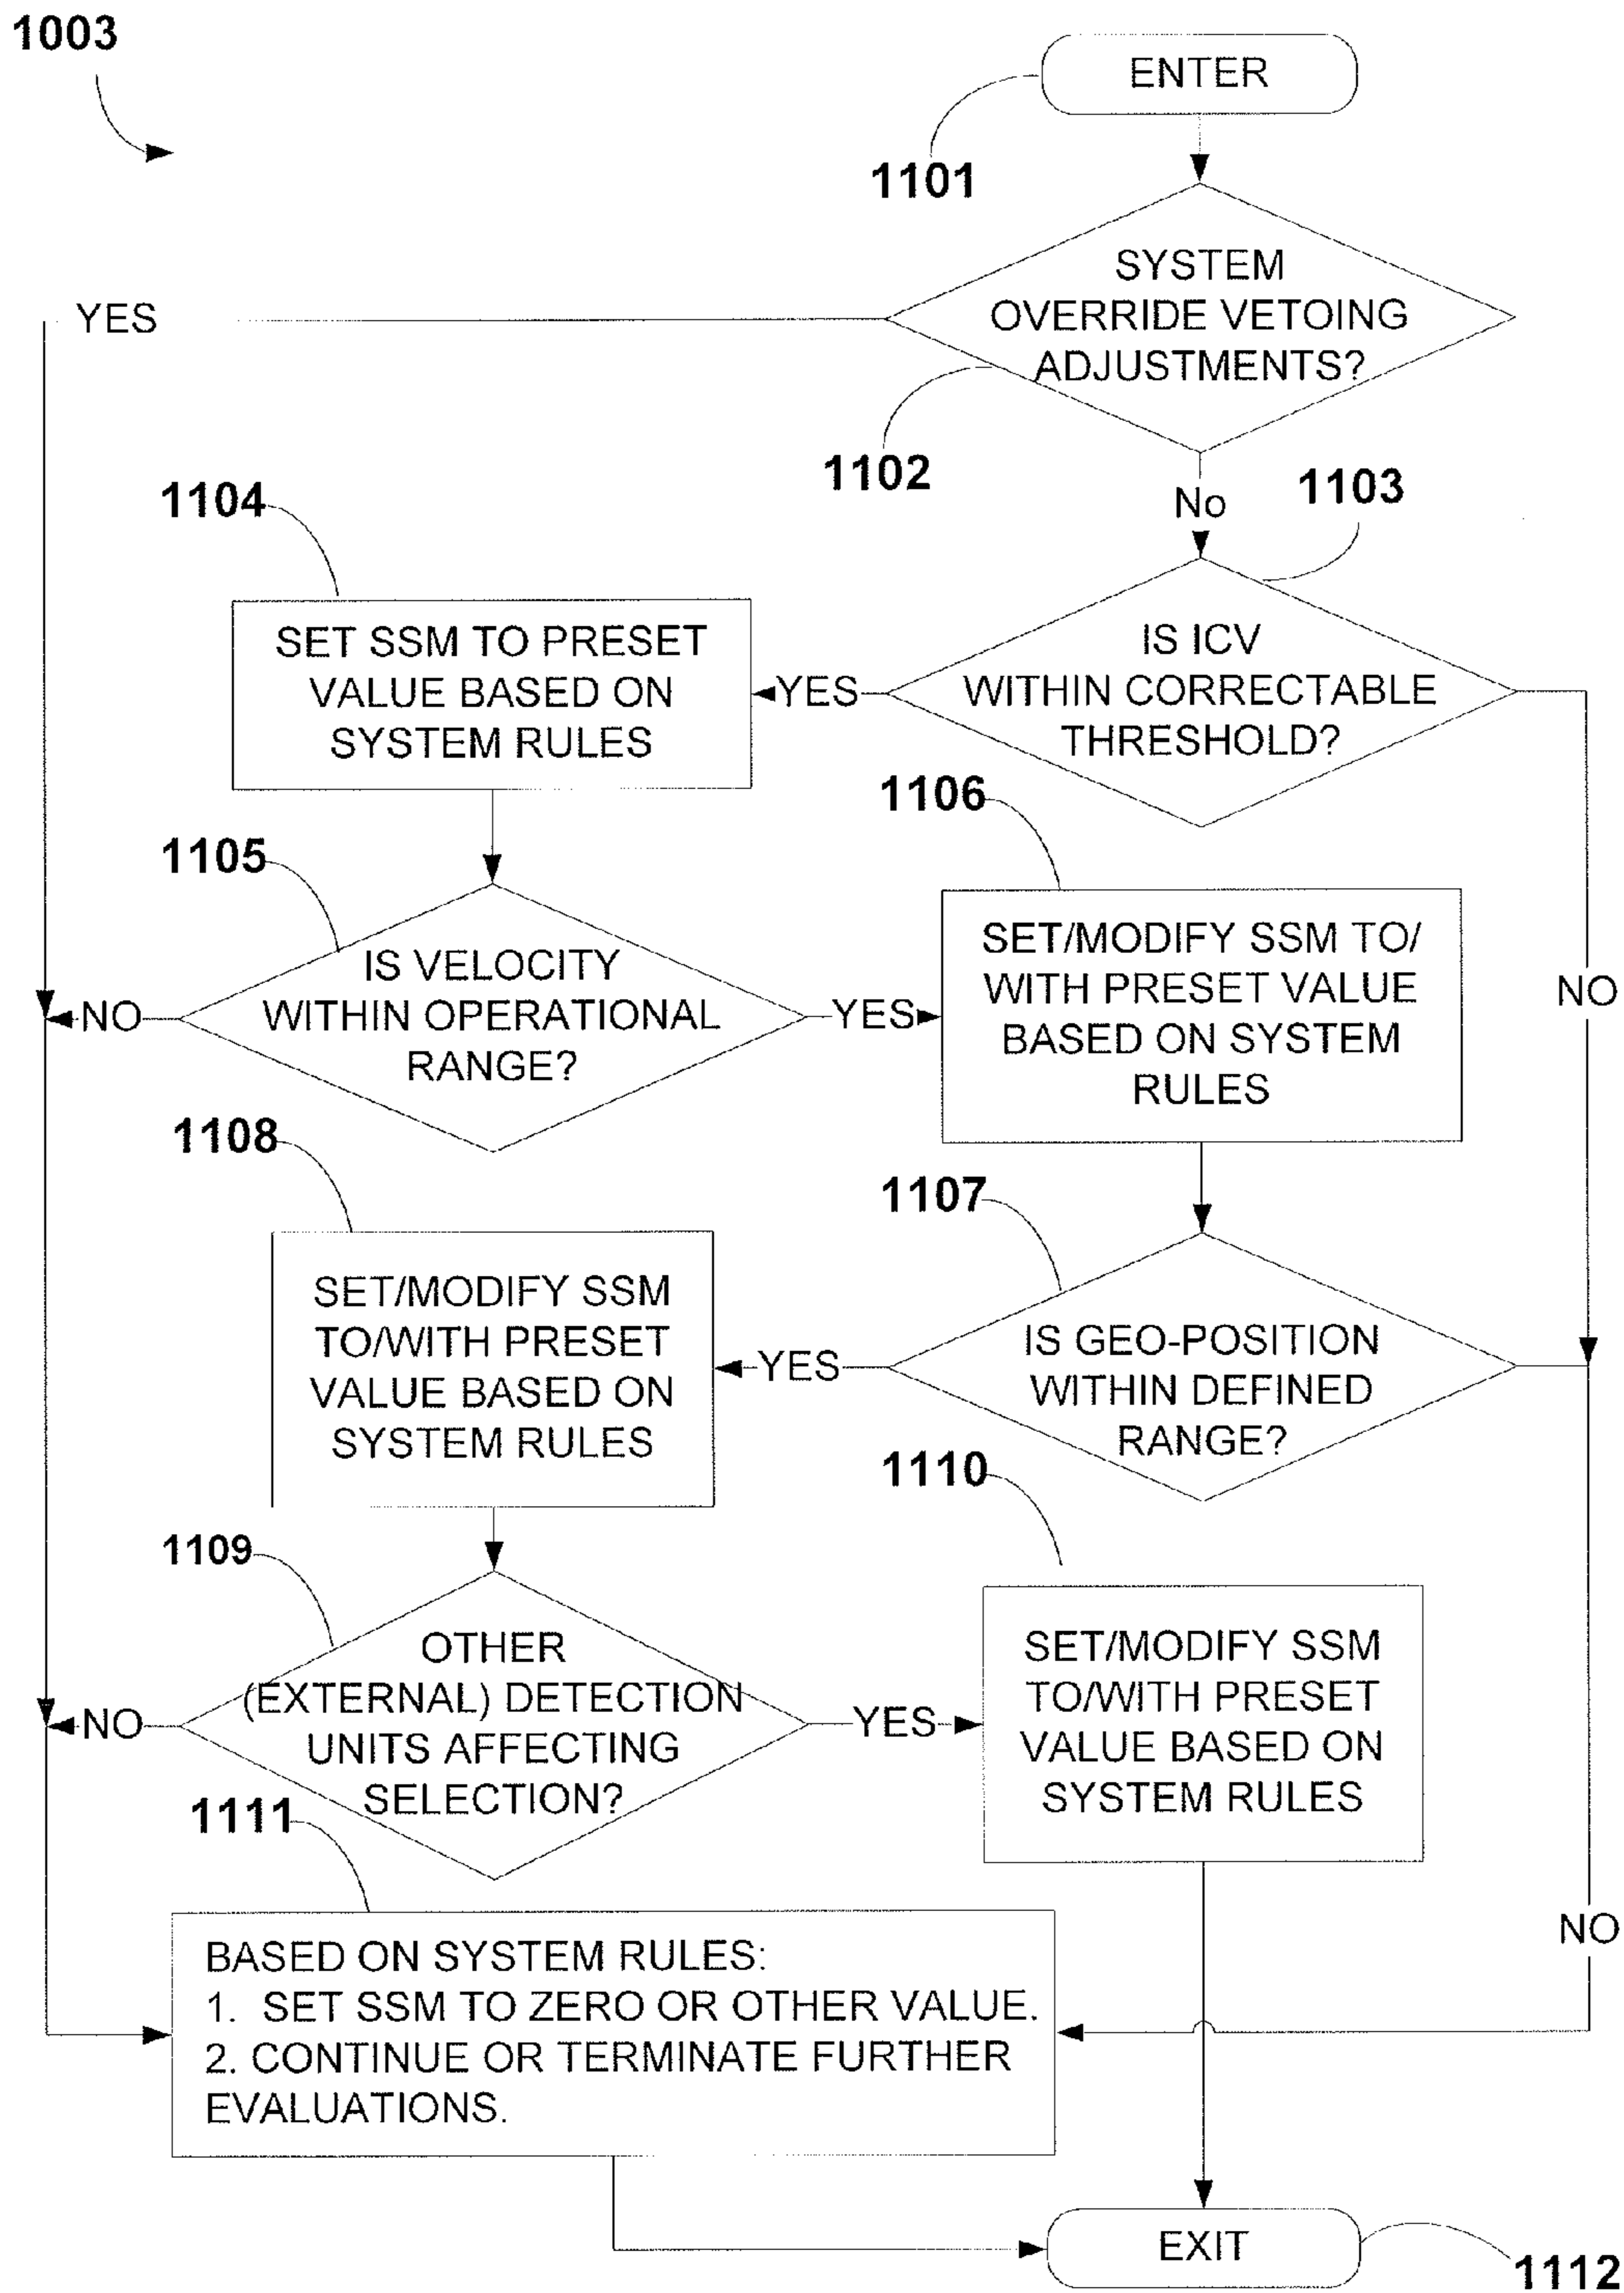 1003
ENTER
1101
SYSTEM
OVERRIDE VETOING
ADJUSTMENTS?
YES
1102
No
1103
1104
SET SSM TO PRESET
VALUE BASED ON
SYSTEM RULES
YES
IS ICV
WITHIN CORRECTABLE
THRESHOLD?
1106
1105
IS VELOCITY
WITHIN OPERATIONAL
RANGE?
NO
YES
SET/MODIFY SSM TO/
WITH PRESET VALUE
BASED ON SYSTEM
RULES
NO
1108
1107
SET/MODIFY SSM
TO/WITH PRESET
VALUE BASED ON
SYSTEM RULES
YES
IS GEO-POSITION
WITHIN DEFINED
RANGE?
1110
1109
OTHER
(EXTERNAL) DETECTION
UNITS AFFECTING
SELECTION?
NO
YES
SET/MODIFY SSM
TO/WITH PRESET
VALUE BASED ON
SYSTEM RULES
1111
NO
BASED ON SYSTEM RULES:
1. SET SSM TO ZERO OR OTHER VALUE.
2. CONTINUE OR TERMINATE FURTHER
EVALUATIONS.
EXIT
1112